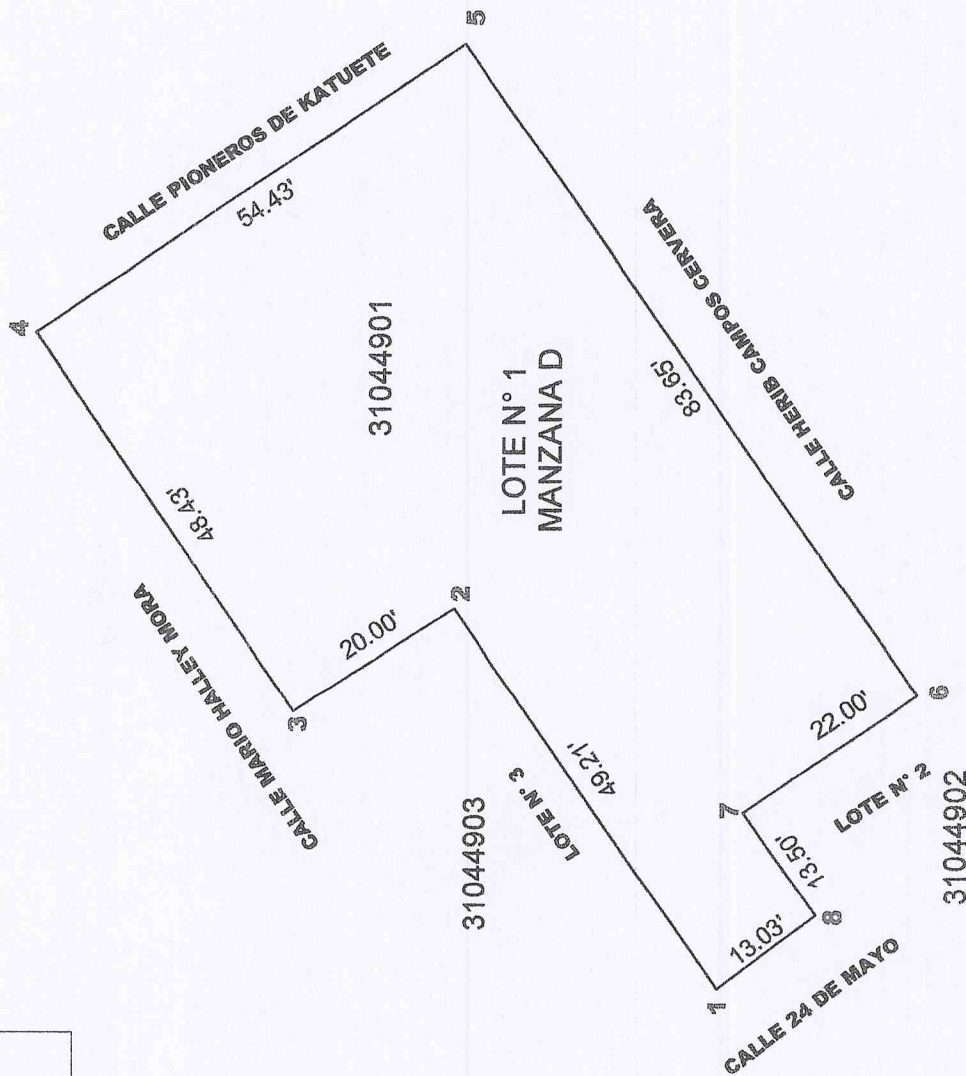 5
CALLE PIONEROS DE KATUETE
54.43'
4
31044901
LOTE N° 1
MANZANA D
83.65'
CALLE HERIB CAMPOS CERVERA
48.43'
CALLE MARIO HALLEY MORA
3
20.00'
2
49.21'
LOTE N° 3
31044903
22.00'
6
7
LOTE N° 2
31044902
13.50'
8
13.03'
1
CALLE 24 DE MAYO